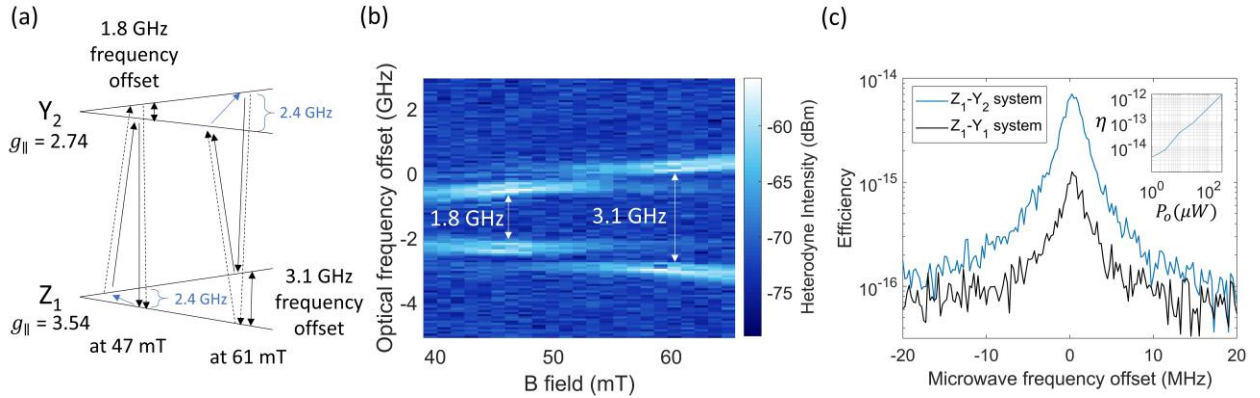 (a)
1.8 GHz
frequency
offset
Y₂
g∥ = 2.74
2.4 GHz
Z₁
g∥ = 3.54
2.4 GHz
3.1 GHz
frequency
offset
at 47 mT
at 61 mT
(b)
Optical frequency offset (GHz)
2
0
-2
-4
1.8 GHz
3.1 GHz
40
50
60
B field (mT)
-60
-65
-70
-75
Heterodyne Intensity (dBm)
(c)
Efficiency
10⁻¹⁴
10⁻¹⁵
10⁻¹⁶
Z₁-Y₂ system
Z₁-Y₁ system
η
10⁻¹²
10⁻¹³
10⁻¹⁴
10⁰
10²
Pₒ(μW)
-20
-10
0
10
20
Microwave frequency offset (MHz)